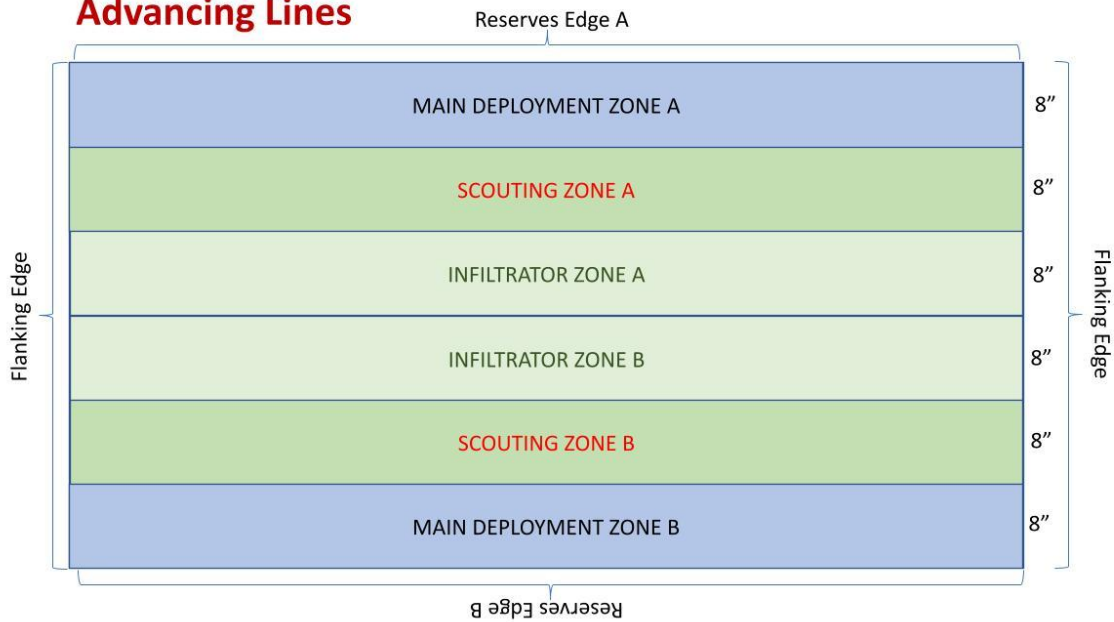 Advancing Lines
Reserves Edge A
MAIN DEPLOYMENT ZONE A
8”
SCOUTING ZONE A
8”
INFILTRATOR ZONE A
8”
Flanking Edge
Flanking Edge
INFILTRATOR ZONE B
8”
SCOUTING ZONE B
8”
MAIN DEPLOYMENT ZONE B
8”
Reserves Edge B